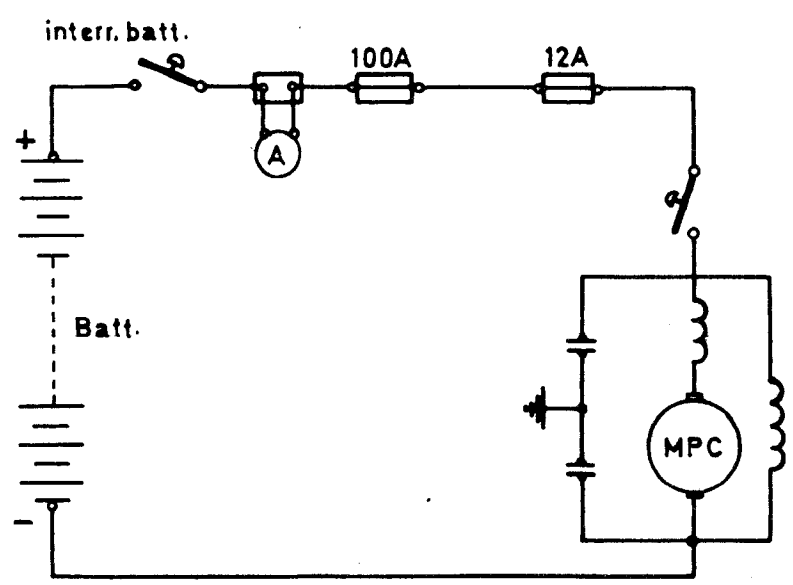 interr. batt.
100A
12A
+
A
Batt.
MPC
-